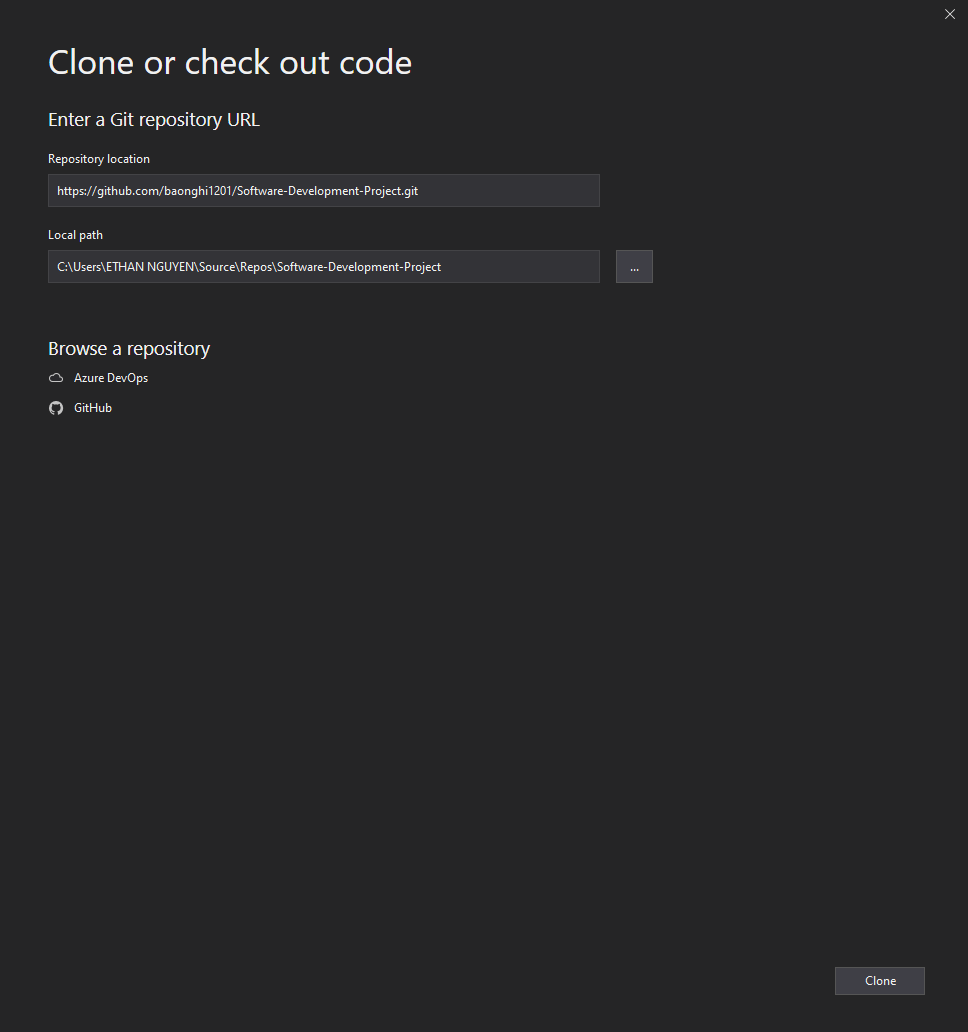 Clone or check out code
Enter a Git repository URL
Repository location
https://github.com/baonghi1201/Software-Development-Project.git
Local path
C:\Users\ETHAN NGUYEN\Source\Repos\Software-Development-Project
...
Browse a repository
Azure DevOps
GitHub
Clone